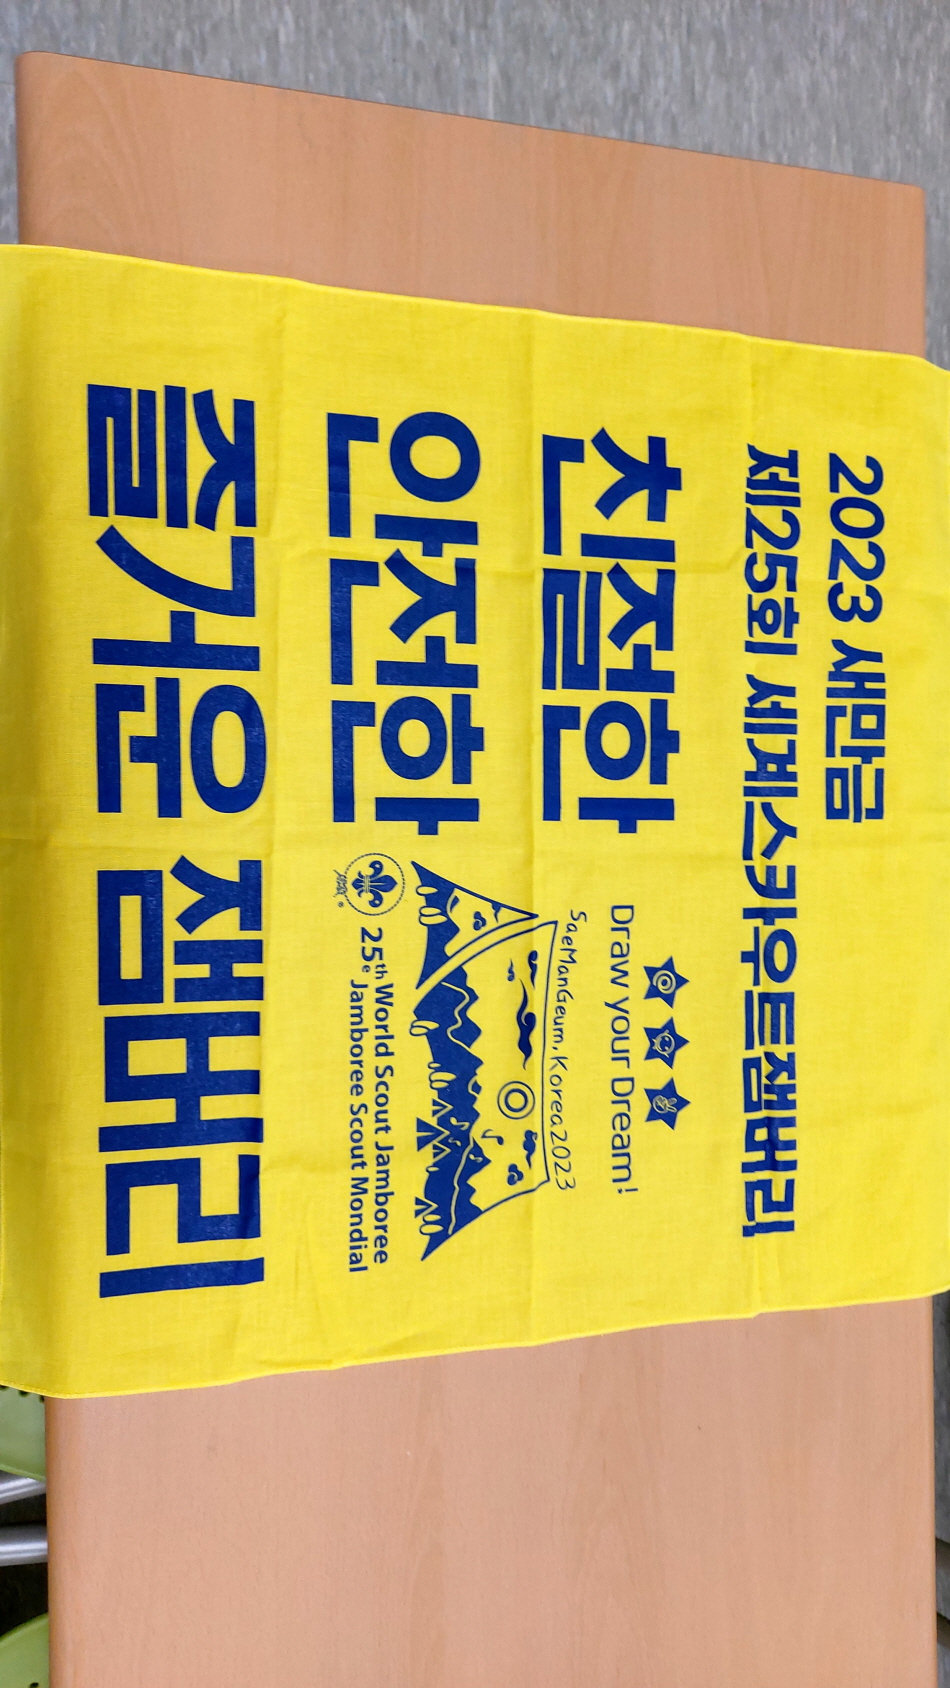 2023 새만금
제25회 세계스카우트잼버리
친절한
안전한
즐거운 잼버리
Draw your Dream!
SaeManGeum, Korea 2023
25th World Scout Jamboree
25e Jamboree Scout Mondial